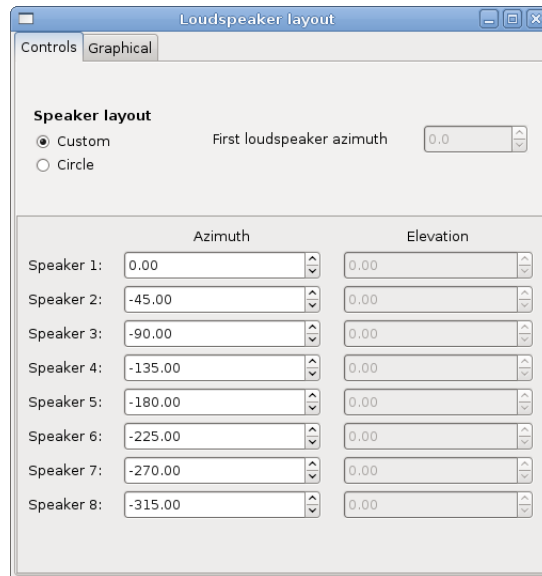 Loudspeaker layout
Controls Graphical
Speaker layout
Custom First loudspeaker azimuth 0.0
Circle
Azimuth Elevation
Speaker 1: 0.00 0.00
Speaker 2: -45.00 0.00
Speaker 3: -90.00 0.00
Speaker 4: -135.00 0.00
Speaker 5: -180.00 0.00
Speaker 6: -225.00 0.00
Speaker 7: -270.00 0.00
Speaker 8: -315.00 0.00